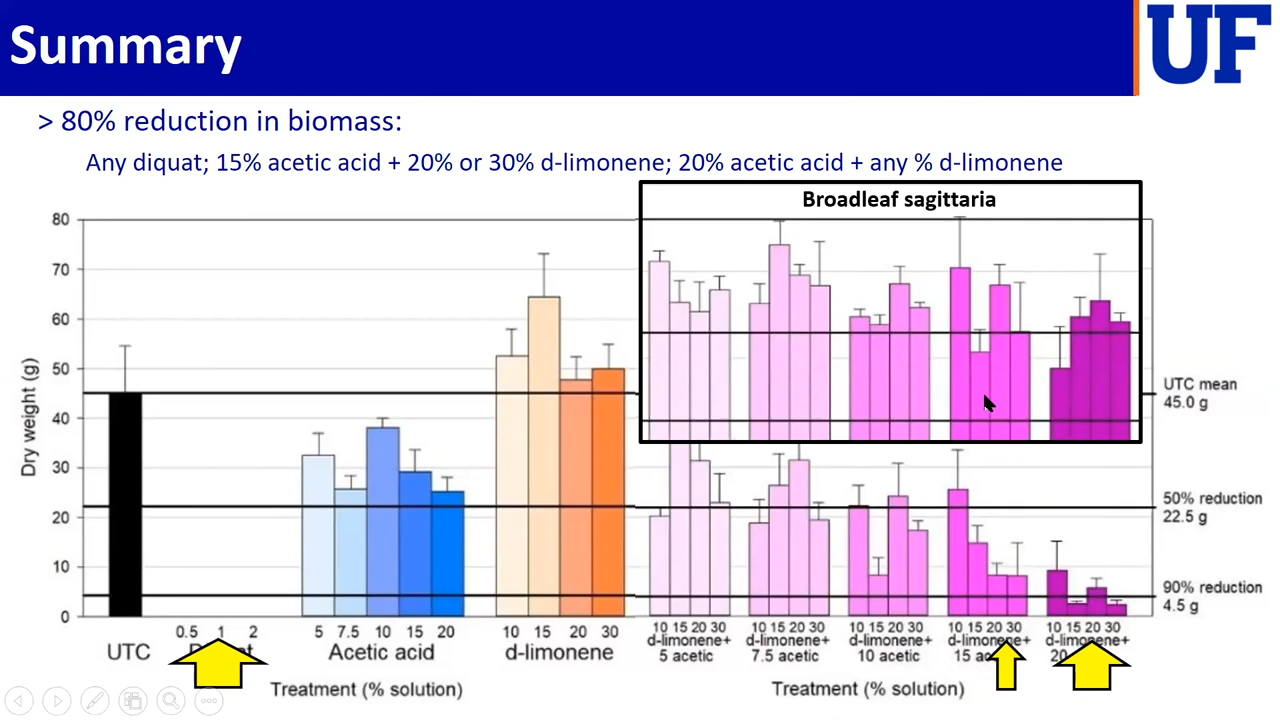 Summary
UF
> 80% reduction in biomass:
Any diquat; 15% acetic acid + 20% or 30% d-limonene; 20% acetic acid + any % d-limonene
Broadleaf sagittaria
80
70
60
50
40
30
20
10
0
Dry weight (g)
UTC mean
45.0 g
50% reduction
22.5 g
90% reduction
4.5 g
0.5 1 2
5 7.5 10 15 20
10 15 20 30
10 15 20 30
10 15 20 30
10 15 20 30
10 15 20 30
10 15 20 30
UTC
Acetic acid
d-limonene
d-limonene+
5 acetic
d-limonene+
7.5 acetic
d-limonene+
10 acetic
d-limonene+
15
d-limonene+
Treatment (% solution)
Treatment (% solution)